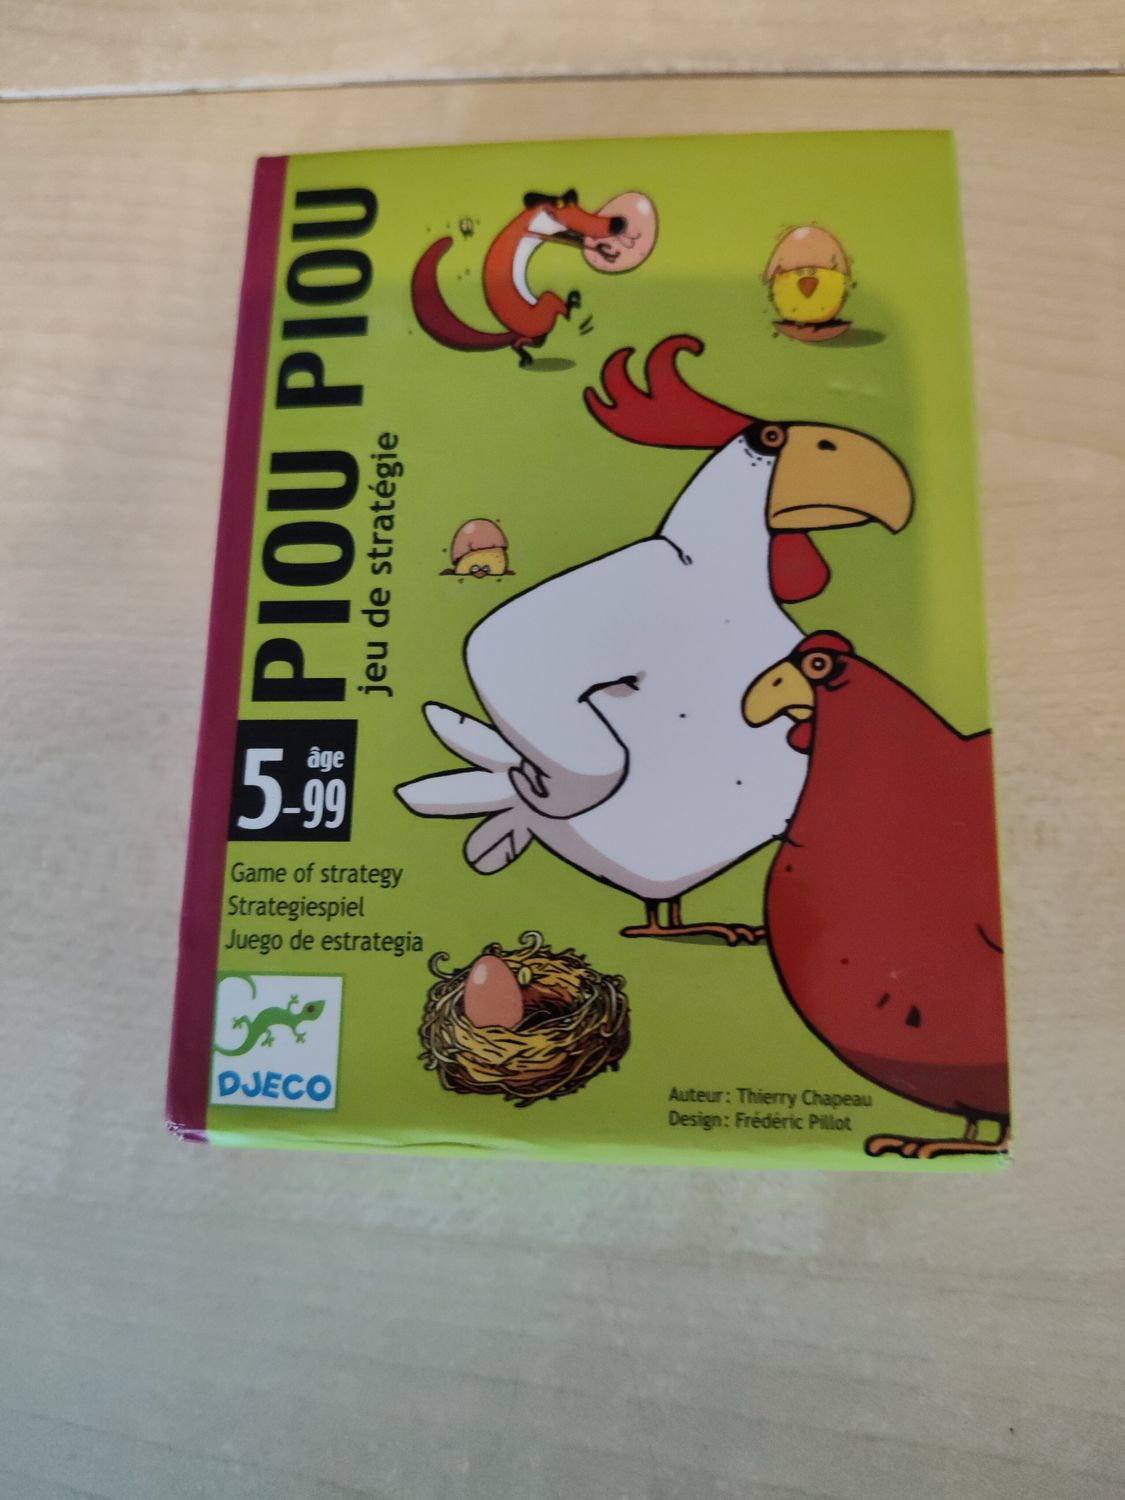 PIOU PIOU
jeu de stratégie
5-99
âge
Game of strategy
Strategiespiel
Juego de estrategia
DJECO
Auteur: Thierry Chapeau
Design: Frédéric Pillot